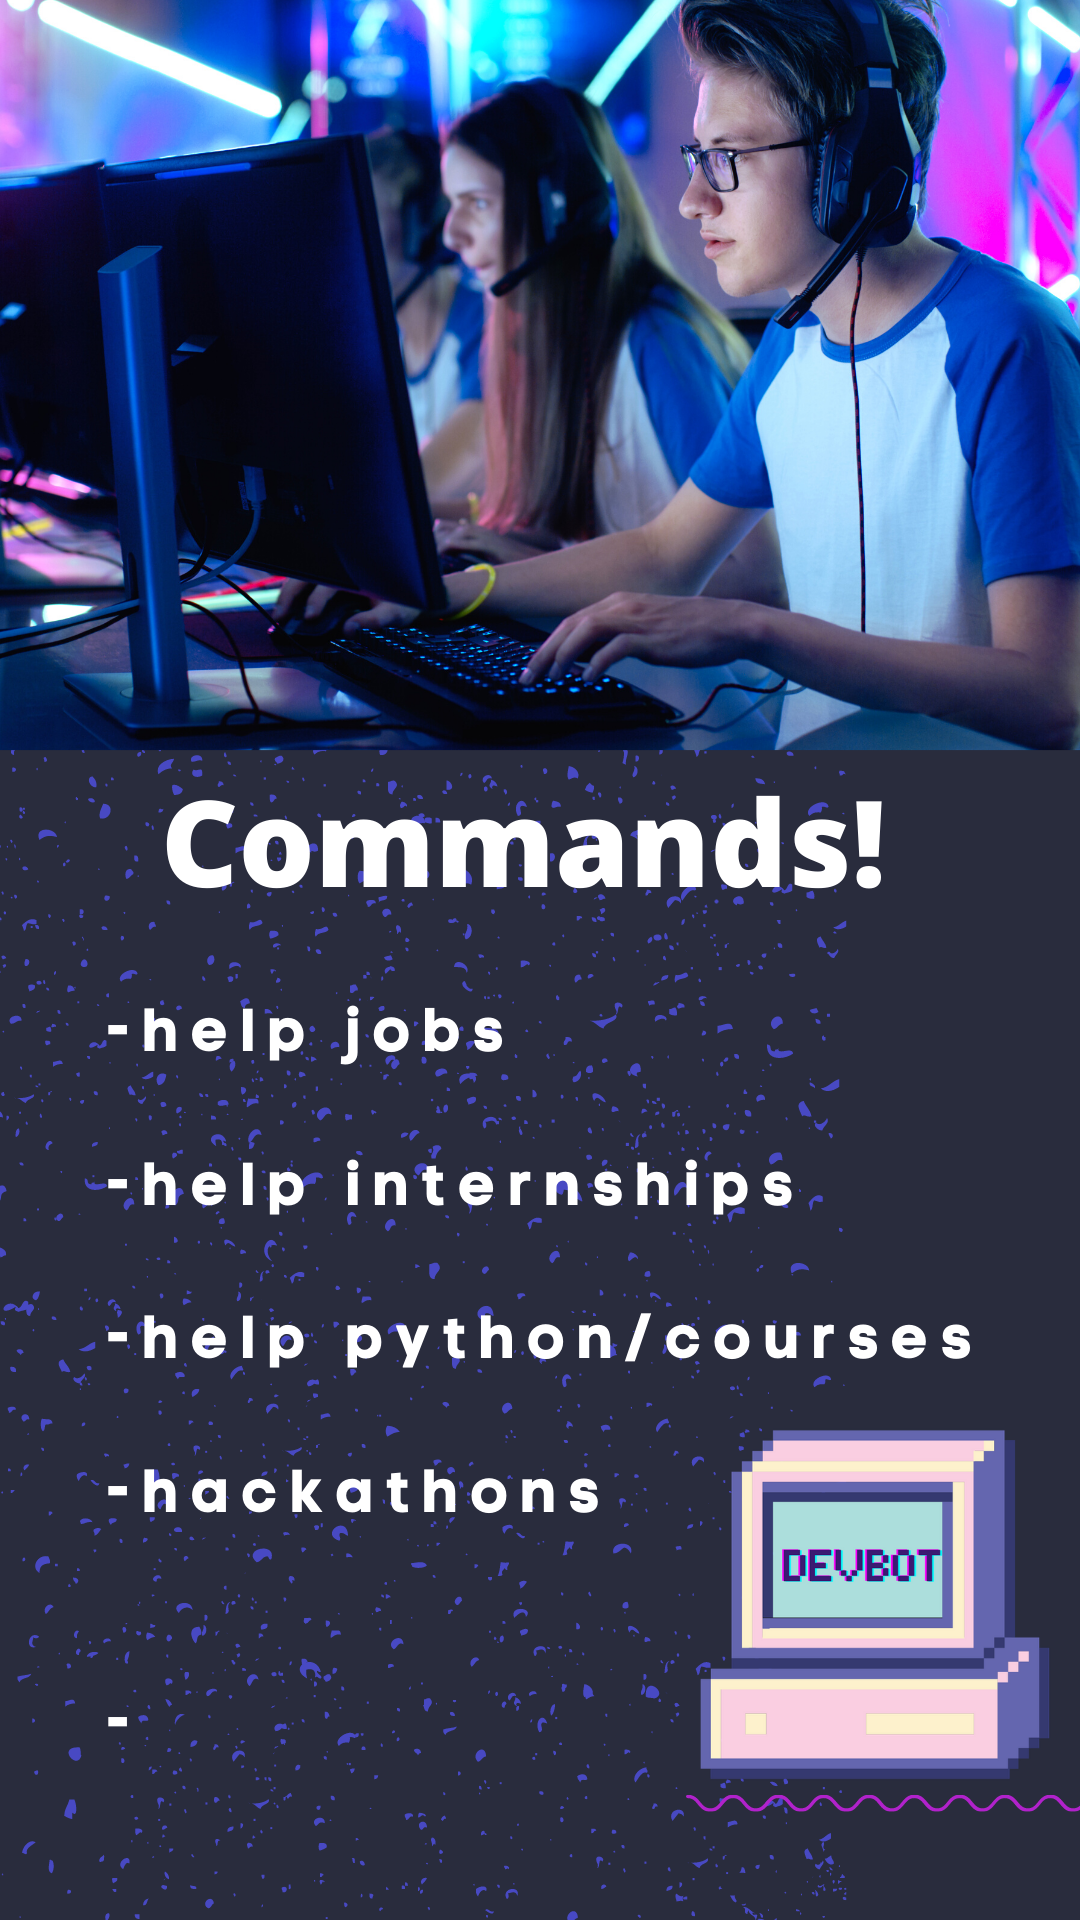 Commands!
-help jobs
-help internships
-help python/courses
-hackathons
DEVBOT
-